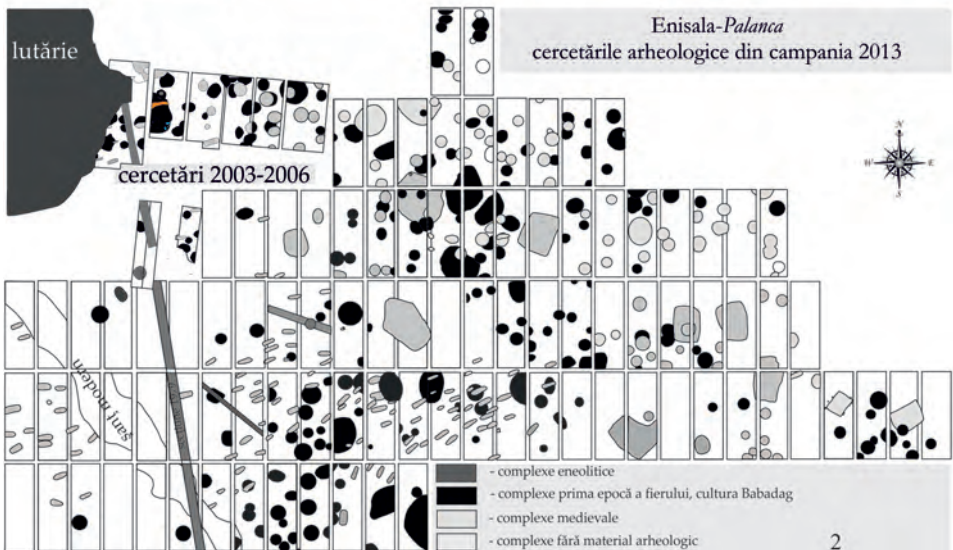 lutărie
Enisala-Palanca
cercetările arheologice din campania 2013
N
W E
S
cercetări 2003-2006
șanț modern
- complexe eneolitice
- complexe prima epocă a fierului, cultura Babadag
- complexe medievale
- complexe fără material arheologic
2